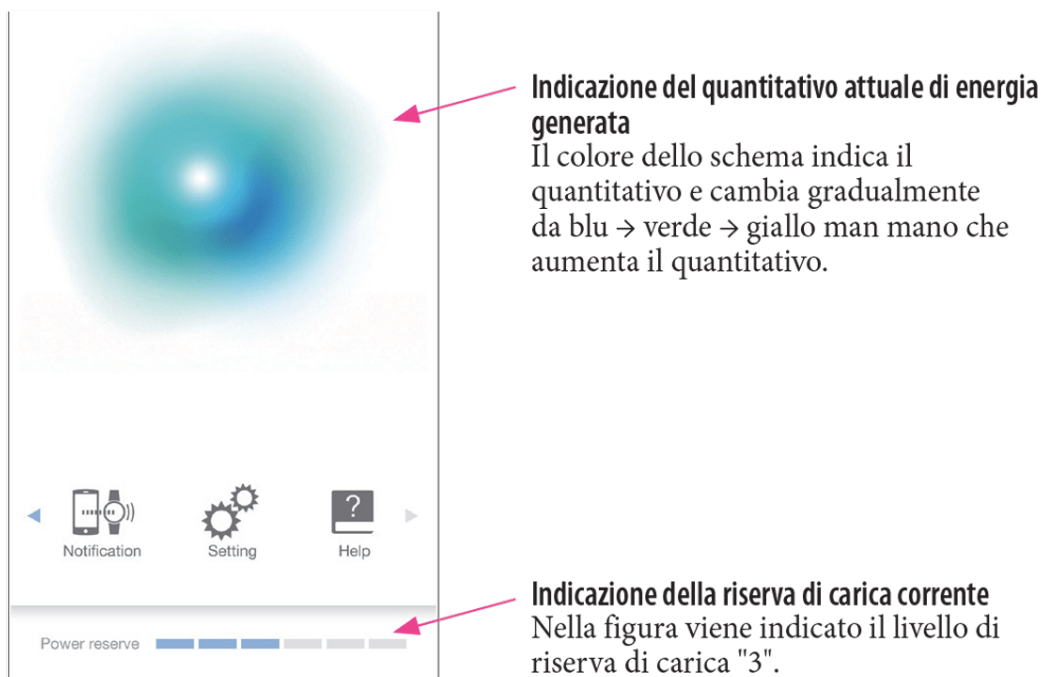 Indicazione del quantitativo attuale di energia
generata
Il colore dello schema indica il
quantitativo e cambia gradualmente
da blu → verde → giallo man mano che
aumenta il quantitativo.
?
Notification
Setting
Help
Indicazione della riserva di carica corrente
Nella figura viene indicato il livello di
riserva di carica "3".
Power reserve